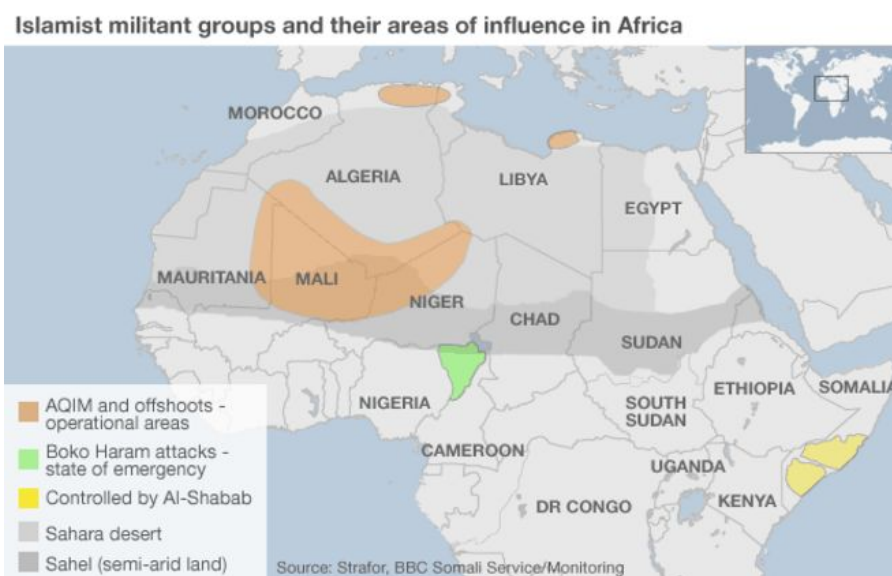 Islamist militant groups and their areas of influence in Africa
MOROCCO
ALGERIA
LIBYA
EGYPT
MAURITANIA
MALI
NIGER
CHAD
SUDAN
NIGERIA
ETHIOPIA
SOMALIA
SOUTH
SUDAN
CAMEROON
UGANDA
DR CONGO
KENYA
AQIM and offshoots -
operational areas
Boko Haram attacks -
state of emergency
Controlled by Al-Shabab
Sahara desert
Sahel (semi-arid land)
Source: Strafor, BBC Somali Service/Monitoring